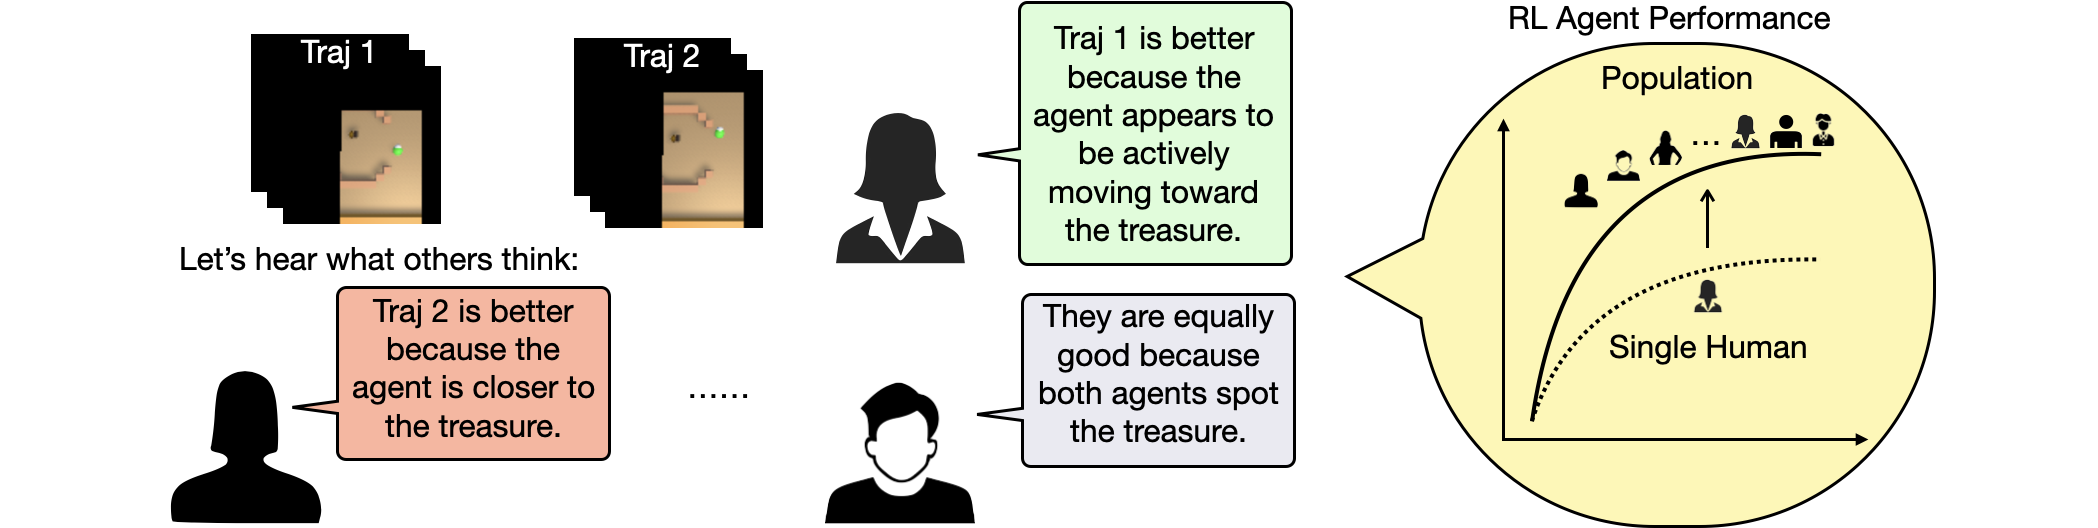 Traj 1
Traj 2
Traj 1 is better
because the
agent appears to
be actively
moving toward
the treasure.
Let’s hear what others think:
Traj 2 is better
because the
agent is closer to
the treasure.
......
They are equally
good because
both agents spot
the treasure.
RL Agent Performance
Population
...
Single Human